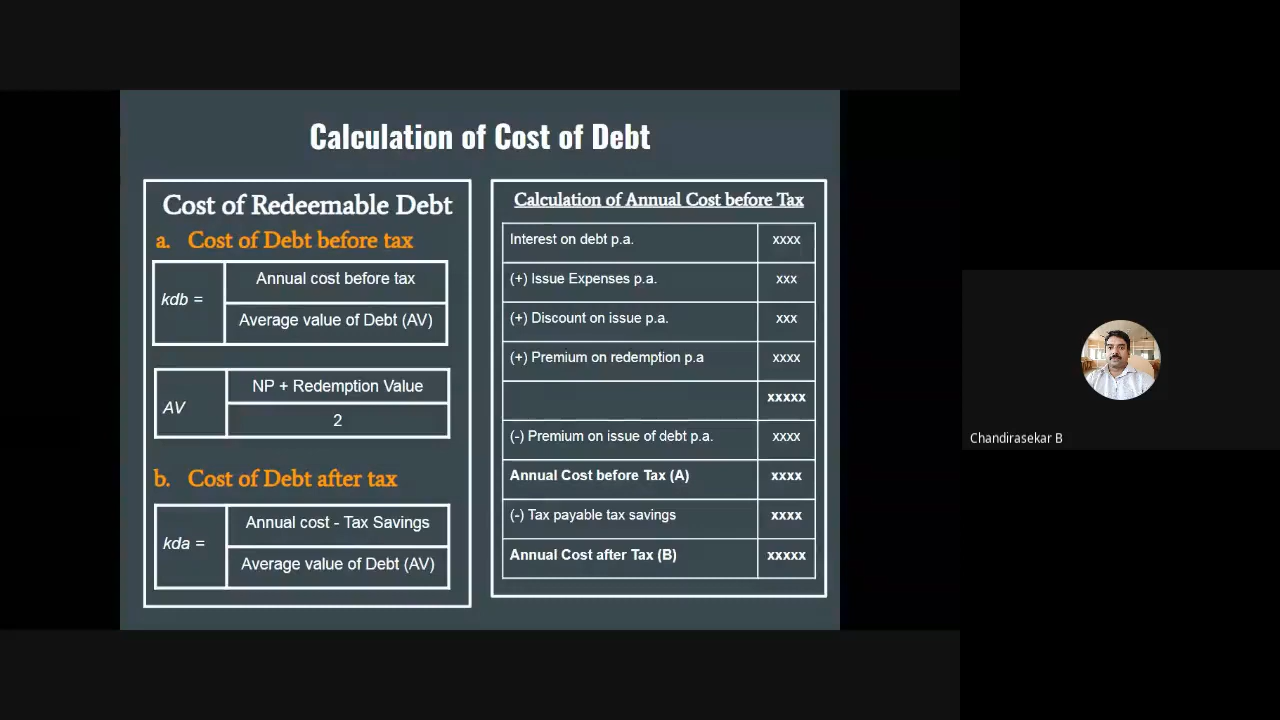 Calculation of Cost of Debt
Cost of Redeemable Debt
a. Cost of Debt before tax
kdb =
Annual cost before tax
Average value of Debt (AV)
AV
NP + Redemption Value
2
b. Cost of Debt after tax
kda =
Annual cost - Tax Savings
Average value of Debt (AV)
Calculation of Annual Cost before Tax
Interest on debt p.a. xxxx
(+) Issue Expenses p.a. xxx
(+) Discount on issue p.a. xxx
(+) Premium on redemption p.a xxxx
xxxxx
(-) Premium on issue of debt p.a. xxxx
Annual Cost before Tax (A) xxxx
(-) Tax payable tax savings xxxx
Annual Cost after Tax (B) xxxxx
Chandirasekar B